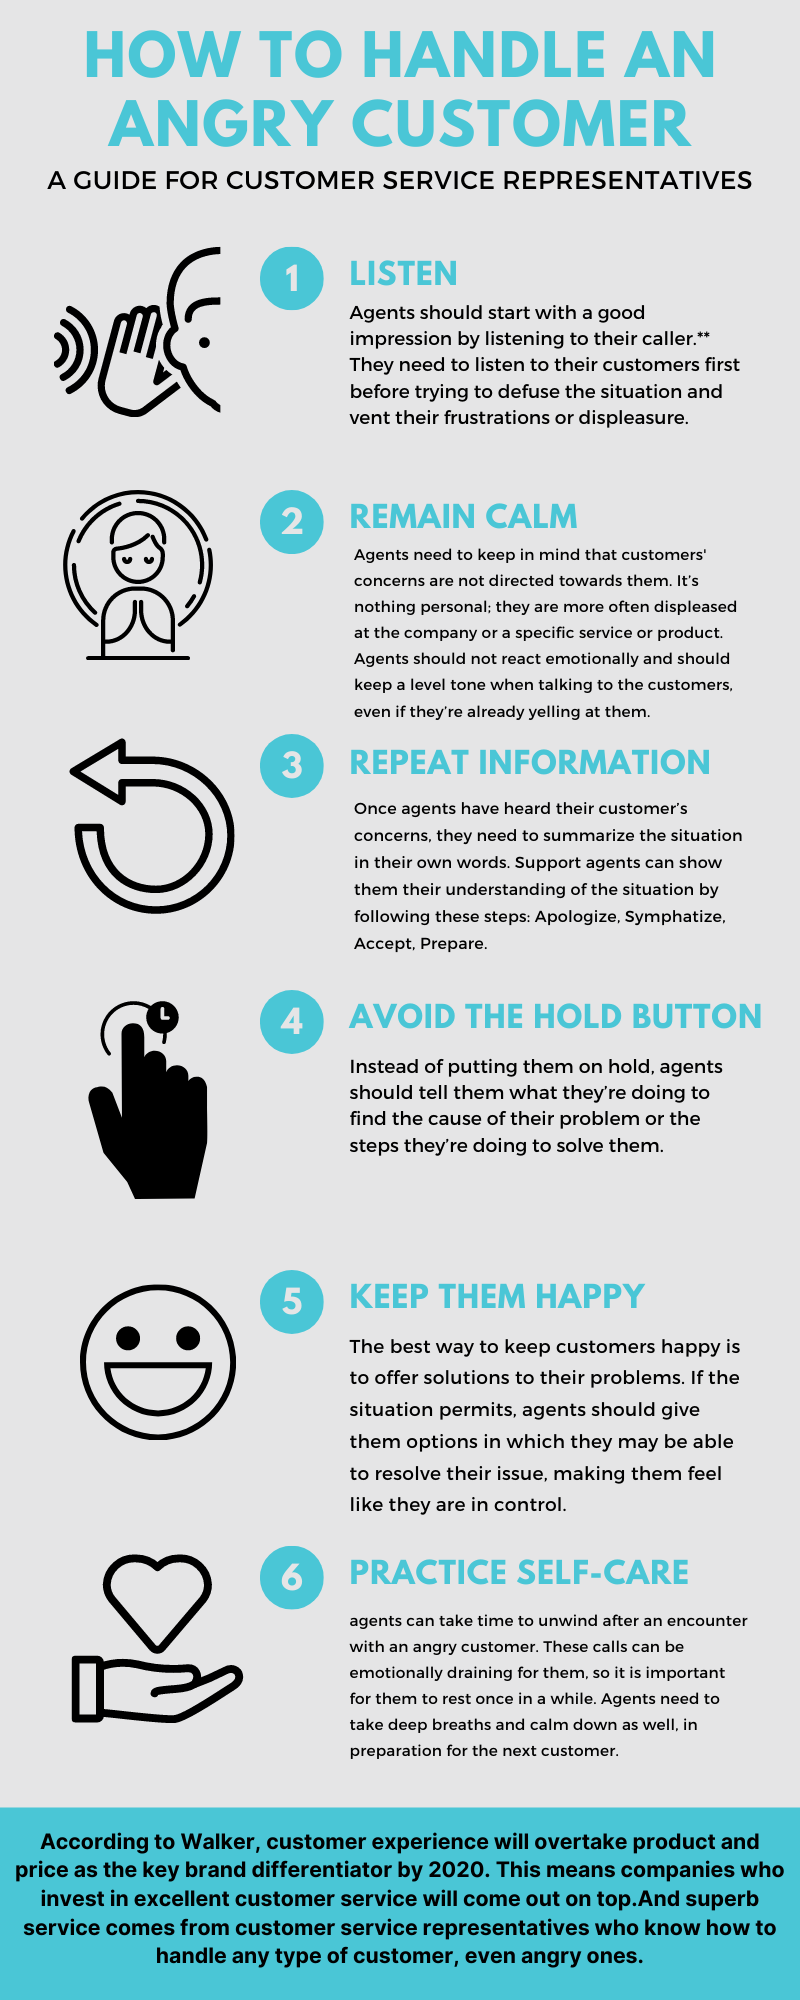 HOW TO HANDLE AN
ANGRY CUSTOMER
A GUIDE FOR CUSTOMER SERVICE REPRESENTATIVES
1
LISTEN
Agents should start with a good
impression by listening to their caller.**
They need to listen to their customers first
before trying to defuse the situation and
vent their frustrations or displeasure.
2
REMAIN CALM
Agents need to keep in mind that customers'
concerns are not directed towards them. It's
nothing personal; they are more often displeased
at the company or a specific service or product.
Agents should not react emotionally and should
keep a level tone when talking to the customers,
even if they're already yelling at them.
3
REPEAT INFORMATION
Once agents have heard their customer's
concerns, they need to summarize the situation
in their own words. Support agents can show
them their understanding of the situation by
following these steps: Apologize, Symphatize,
Accept, Prepare.
4
AVOID THE HOLD BUTTON
Instead of putting them on hold, agents
should tell them what they're doing to
find the cause of their problem or the
steps they're doing to solve them.
5
KEEP THEM HAPPY
The best way to keep customers happy is
to offer solutions to their problems. If the
situation permits, agents should give
them options in which they may be able
to resolve their issue, making them feel
like they are in control.
6
PRACTICE SELF-CARE
agents can take time to unwind after an encounter
with an angry customer. These calls can be
emotionally draining for them, so it is important
for them to rest once in a while. Agents need to
take deep breaths and calm down as well, in
preparation for the next customer.
According to Walker, customer experience will overtake product and
price as the key brand differentiator by 2020. This means companies who
invest in excellent customer service will come out on top.And superb
service comes from customer service representatives who know how to
handle any type of customer, even angry ones.